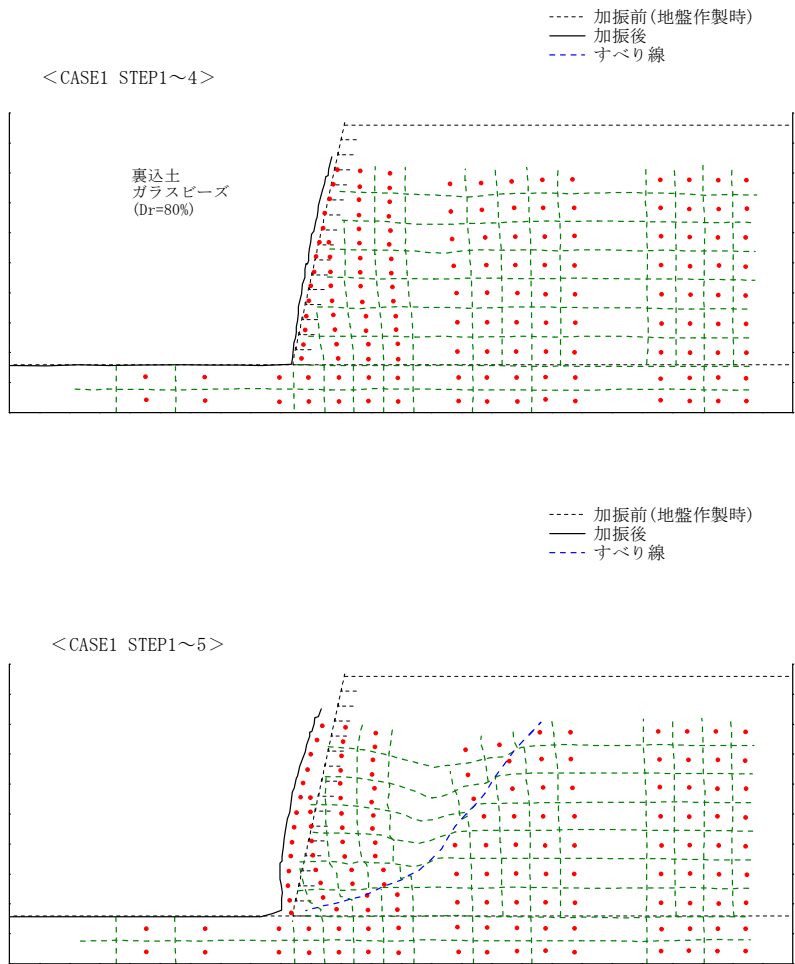 加振前(地盤作製時)
加振後
すべり線
＜CASE1 STEP1～4＞
裏込土
ガラスビーズ
(Dr=80%)
加振前(地盤作製時)
加振後
すべり線
＜CASE1 STEP1～5＞